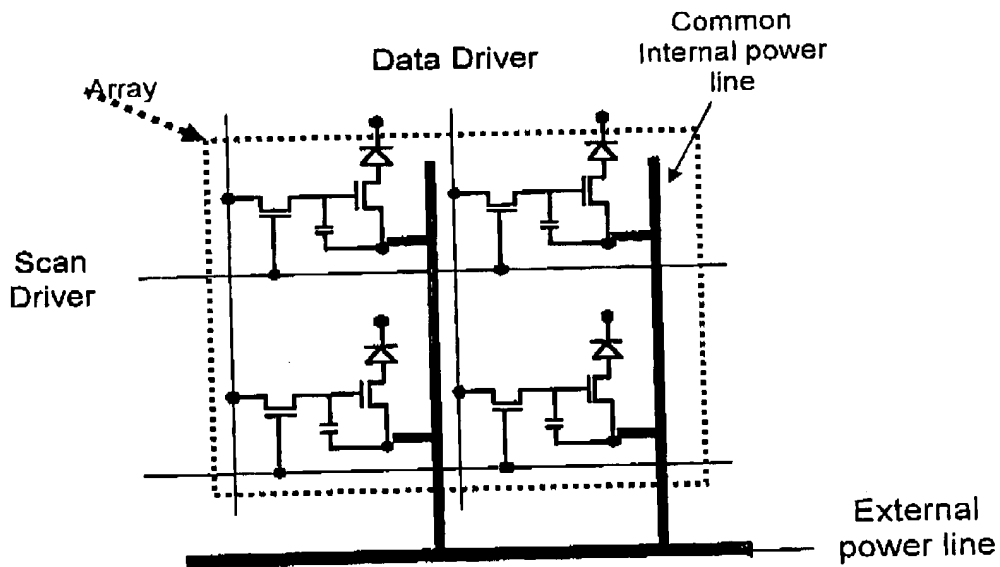 Common
Internal power
line
Data Driver
Array
Scan
Driver
External
power line